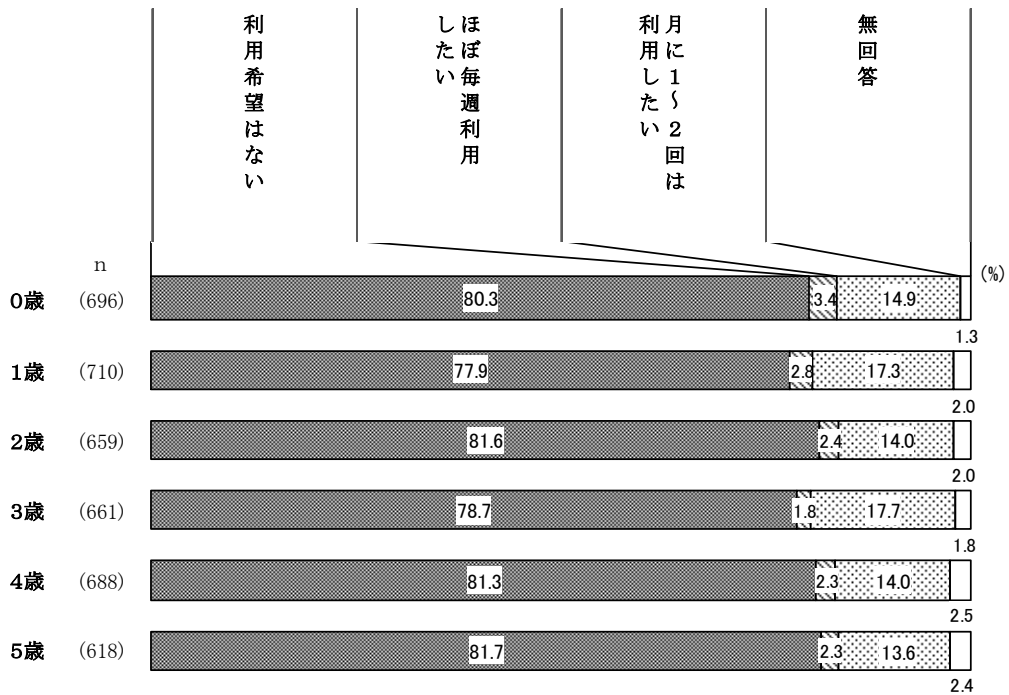 利用希望はない
ほぼ毎週利用
したい
月に1～2回は
利用したい
無回答
n
(%)
0歳 (696) 80.3 3.4 14.9 1.3
1歳 (710) 77.9 2.8 17.3 2.0
2歳 (659) 81.6 2.4 14.0 2.0
3歳 (661) 78.7 1.8 17.7 1.8
4歳 (688) 81.3 2.3 14.0 2.5
5歳 (618) 81.7 2.3 13.6 2.4